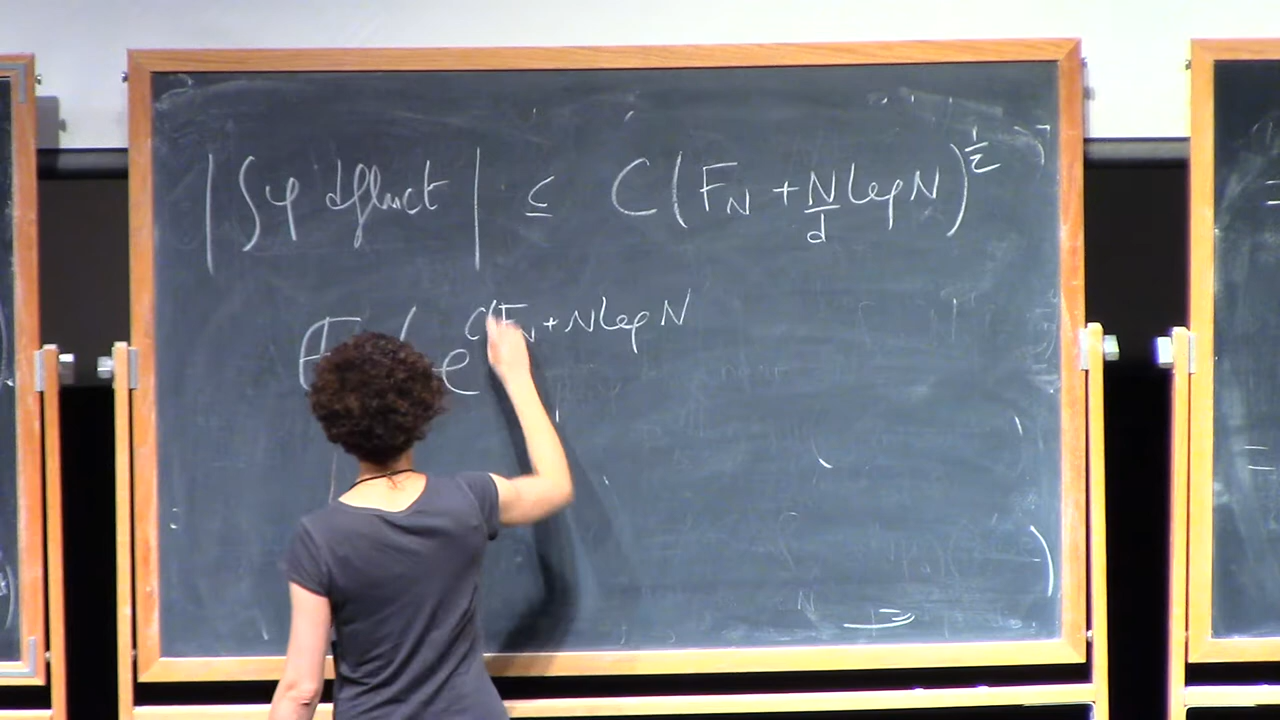 |∫φ dfluct| ≤ C(F_N + N/d log N)^{1/2}
E( e^{C(F_N + N log N